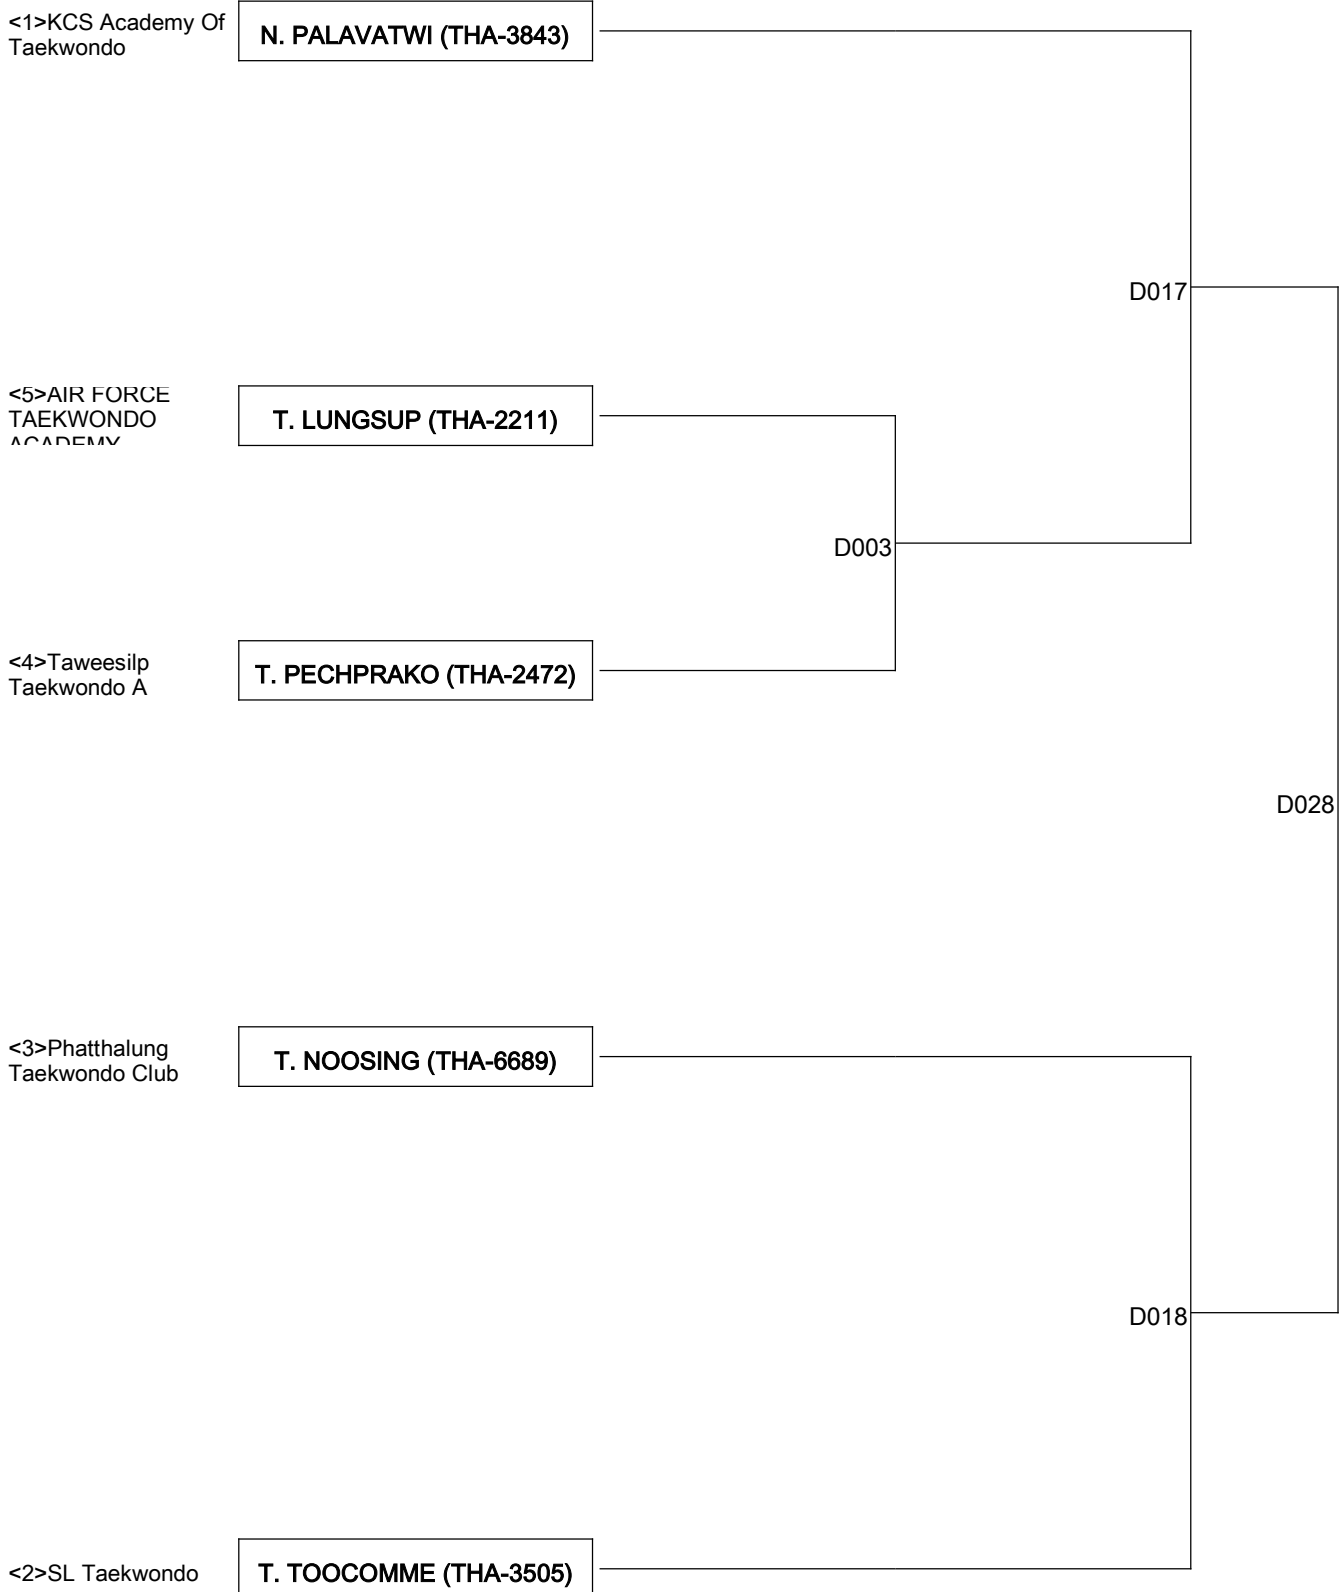 <1>KCS Academy Of
Taekwondo
N. PALAVATWI (THA-3843)
D017
<5>AIR FORCE
TAEKWONDO
ACADEMY
T. LUNGSUP (THA-2211)
D003
<4>Taweesilp
Taekwondo A
T. PECHPRAKO (THA-2472)
D028
<3>Phatthalung
Taekwondo Club
T. NOOSING (THA-6689)
D018
<2>SL Taekwondo
T. TOOCOMME (THA-3505)